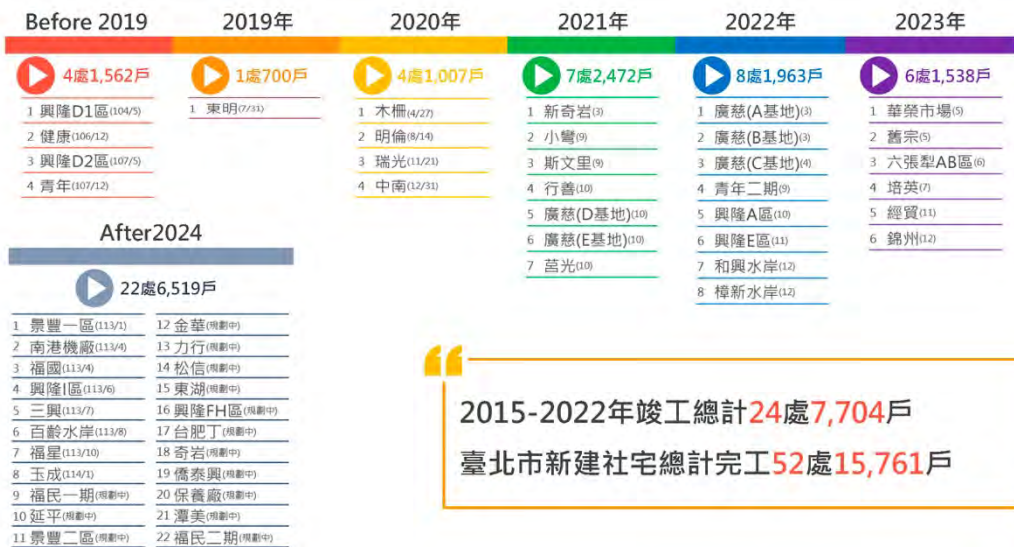 Before 2019
4處1,562戶
1 興隆D1區(104/5)
2 健康(106/12)
3 興隆D2區(107/5)
4 青年(107/12)
2019年
1處700戶
1 東明(7/31)
2020年
4處1,007戶
1 木柵(4/27)
2 明倫(8/14)
3 瑞光(11/21)
4 中南(12/31)
2021年
7處2,472戶
1 新奇岩(3)
2 小彎(9)
3 斯文里(9)
4 行善(10)
5 廣慈(D基地)(10)
6 廣慈(E基地)(10)
7 莒光(10)
2022年
8處1,963戶
1 廣慈(A基地)(3)
2 廣慈(B基地)(3)
3 廣慈(C基地)(4)
4 青年二期(9)
5 興隆A區(10)
6 興隆E區(11)
7 和興水岸(12)
8 樟新水岸(12)
2023年
6處1,538戶
1 華榮市場(5)
2 舊宗(5)
3 六張犁AB區(6)
4 培英(7)
5 經貿(11)
6 錦州(12)
After2024
22處6,519戶
1 景豐一區(113/1)
2 南港機廠(113/4)
3 福國(113/4)
4 興隆I區(113/6)
5 三興(113/7)
6 百齡水岸(113/8)
7 福星(113/10)
8 玉成(114/1)
9 福民一期(規劃中)
10 延平(規劃中)
11 景豐二區(規劃中)
12 金華(規劃中)
13 力行(規劃中)
14 松信(規劃中)
15 東湖(規劃中)
16 興隆FH區(規劃中)
17 台肥丁(規劃中)
18 奇岩(規劃中)
19 僑泰興(規劃中)
20 保養廠(規劃中)
21 潭美(規劃中)
22 福民二期(規劃中)
2015-2022年竣工總計24處7,704戶
臺北市新建社宅總計完工52處15,761戶